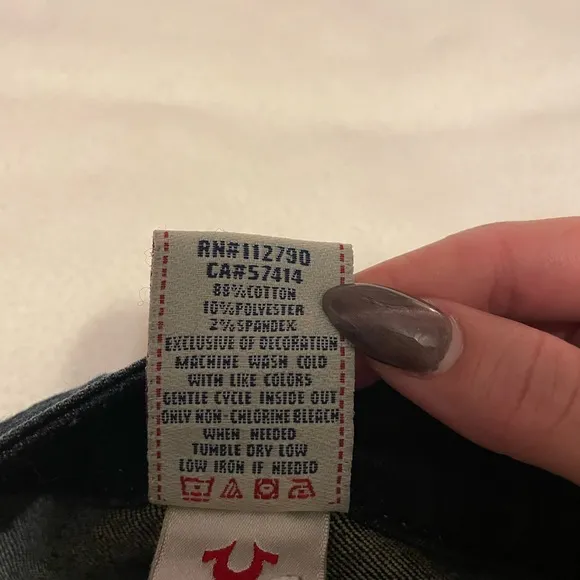 RN#112790
CA#57414
88%COTTON
10%POLYESTER
2%SPANDEX
EXCLUSIVE OF DECORATION
MACHINE WASH COLD
WITH LIKE COLORS
GENTLE CYCLE INSIDE OUT
ONLY NON-CHLORINE BLEACH
WHEN NEEDED
TUMBLE DRY LOW
LOW IRON IF NEEDED